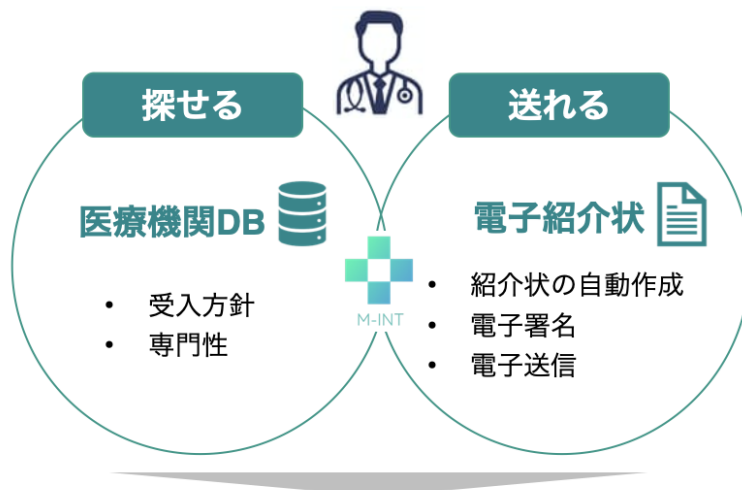 探せる
送れる
医療機関DB
電子紹介状
• 受入方針
• 専門性
M-INT
• 紹介状の自動作成
• 電子署名
• 電子送信